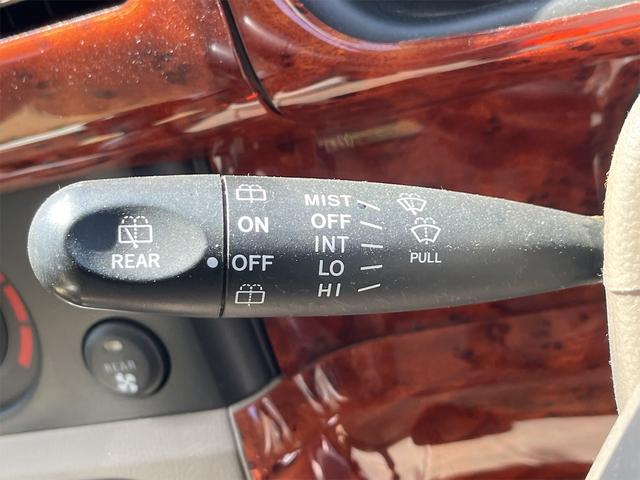 REAR
ON
OFF
MIST
OFF
INT
LO
HI
PULL
REAR